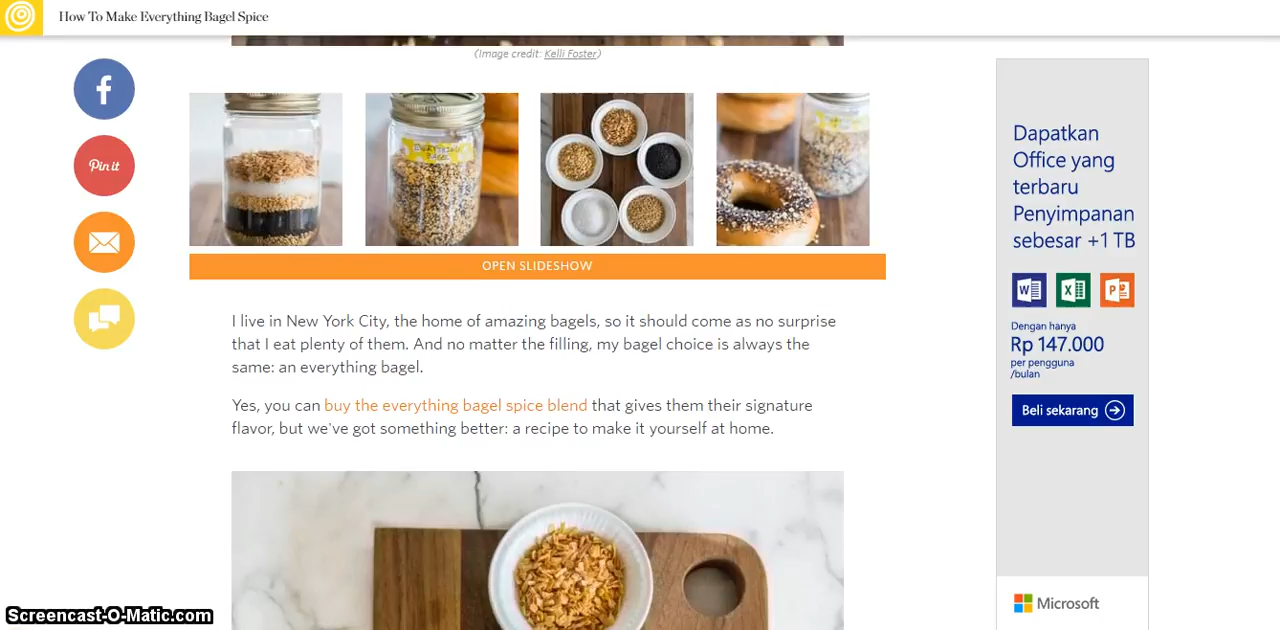 How To Make Everything Bagel Spice
(Image credit: Kelli Foster)
Pin it
OPEN SLIDESHOW
I live in New York City, the home of amazing bagels, so it should come as no surprise
that I eat plenty of them. And no matter the filling, my bagel choice is always the
same: an everything bagel.
Yes, you can buy the everything bagel spice blend that gives them their signature
flavor, but we've got something better: a recipe to make it yourself at home.
Dapatkan
Office yang
terbaru
Penyimpanan
sebesar +1 TB
Dengan hanya
Rp 147.000
per pengguna
/bulan
Beli sekarang
Microsoft
Screencast-O-Matic.com